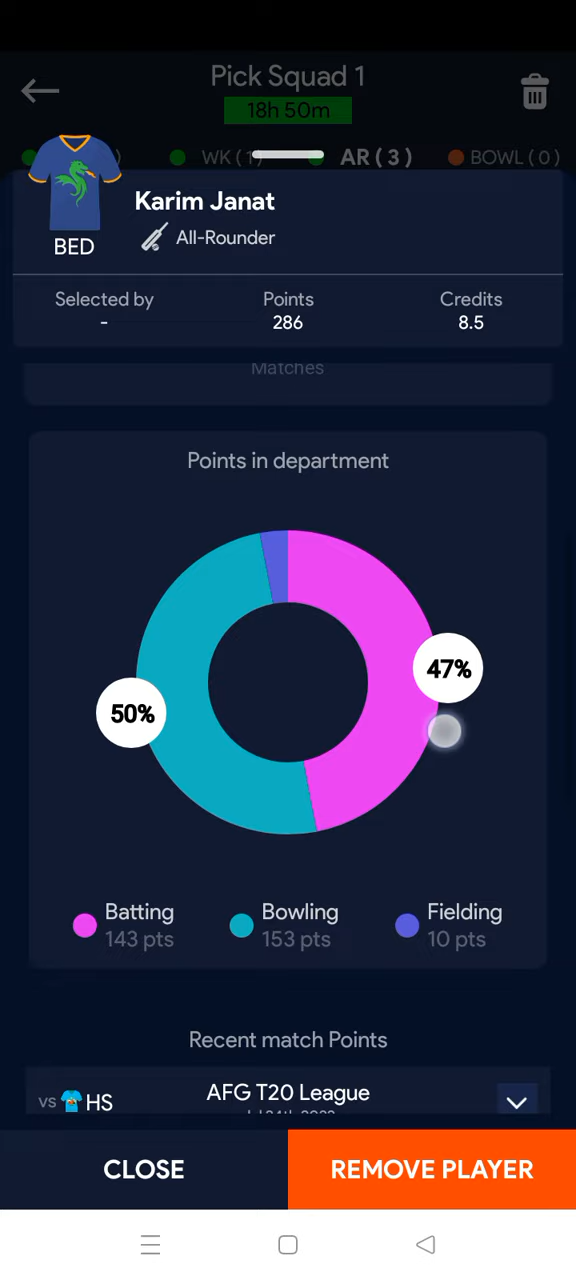 Pick Squad 1
18h 50m
WK ( 1
AR ( 3 )
BOWL ( 0 )
Karim Janat
All-Rounder
BED
Selected by
Points
Credits
-
286
8.5
Matches
Points in department
47%
50%
Batting
Bowling
Fielding
143 pts
153 pts
10 pts
Recent match Points
vs HS
AFG T20 League
CLOSE
REMOVE PLAYER